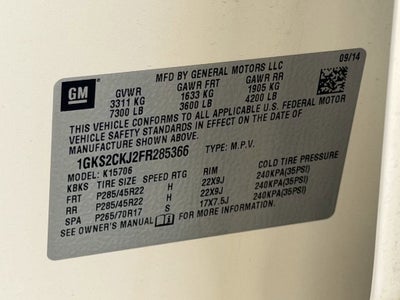 GM
MFD BY GENERAL MOTORS LLC
09/14
GVWR GAWR FRT GAWR RR
3311 KG 1633 KG 1905 KG
7300 LB 3600 LB 4200 LB
THIS VEHICLE CONFORMS TO ALL APPLICABLE U.S. FEDERAL MOTOR
VEHICLE SAFETY STANDARDS IN EFFECT ON THE DATE OF
MANUFACTURE SHOWN ABOVE.
1GKS2CKJ2FR285366 TYPE: M.P.V.
MODEL: K15706
KBKS TIRE SIZE SPEED RTG RIM COLD TIRE PRESSURE
FRT P285/45R22 H 22X9J 240KPA(35PSI)
RR P285/45R22 H 22X9J 240KPA(35PSI)
SPA P265/70R17 S 17X7.5J 240KPA(35PSI)
SEE OWNER'S MANUAL FOR MORE INFORMATION.